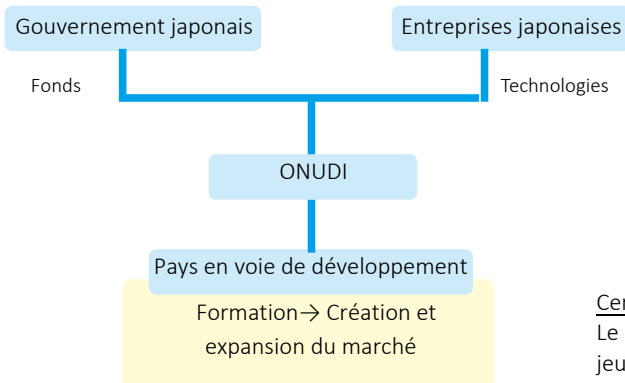 Gouvernement japonais
Entreprises japonaises
Fonds
Technologies
ONUDI
Pays en voie de développement
Formation→ Création et
expansion du marché
Le
jeu